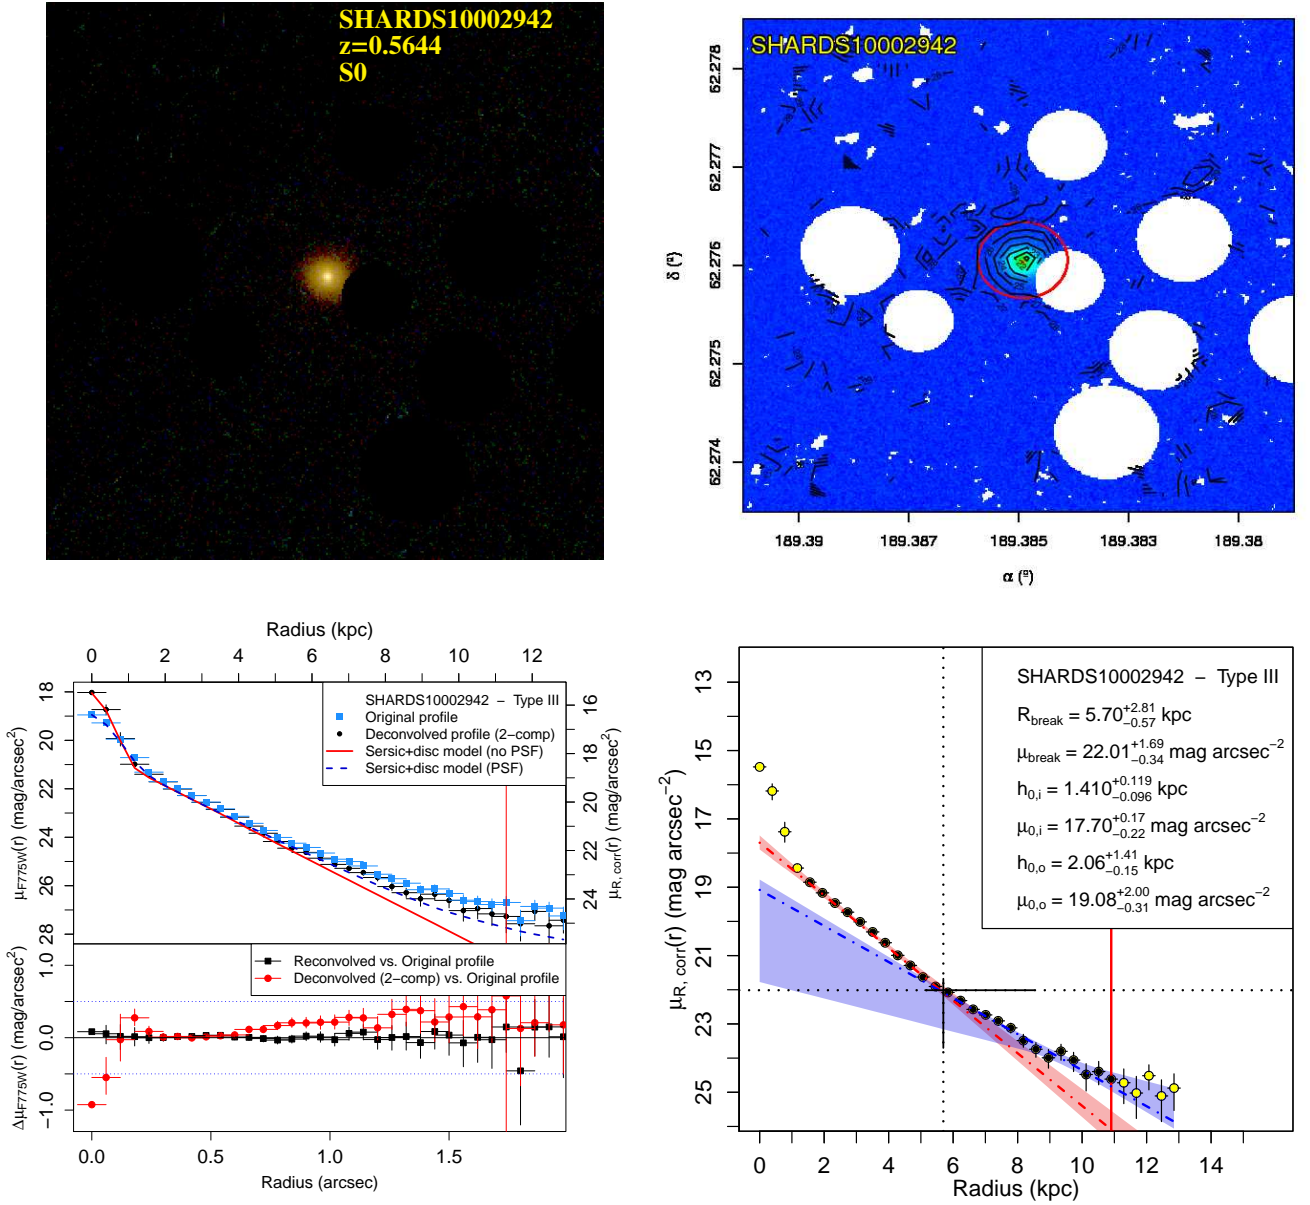 SHARDS10002942
z=0.5644
S0
SHARDS10002942
62.278
62.277
62.276
62.275
62.274
δ (º)
189.39
189.387
189.385
189.383
189.38
α (º)
Radius (kpc)
0 2 4 6 8 10 12
18
20
22
24
26
28
μF775W(r) (mag/arcsec²)
SHARDS10002942 – Type III
Original profile
Deconvolved profile (2−comp)
Sersic+disc model (no PSF)
Sersic+disc model (PSF)
16
18
20
22
24
μR, corr(r) (mag/arcsec²)
1.0
0.0
−1.0
ΔμF775W(r) (mag/arcsec²)
Reconvolved vs. Original profile
Deconvolved (2−comp) vs. Original profile
0.0 0.5 1.0 1.5
Radius (arcsec)
13
15
17
19
21
23
25
μR, corr(r) (mag arcsec−2)
SHARDS10002942 – Type III
Rbreak = 5.70+2.81−0.57 kpc
μbreak = 22.01+1.69−0.34 mag arcsec−2
h0,i = 1.410+0.119−0.096 kpc
μ0,i = 17.70+0.17−0.22 mag arcsec−2
h0,o = 2.06+1.41−0.15 kpc
μ0,o = 19.08+2.00−0.31 mag arcsec−2
0 2 4 6 8 10 12 14
Radius (kpc)